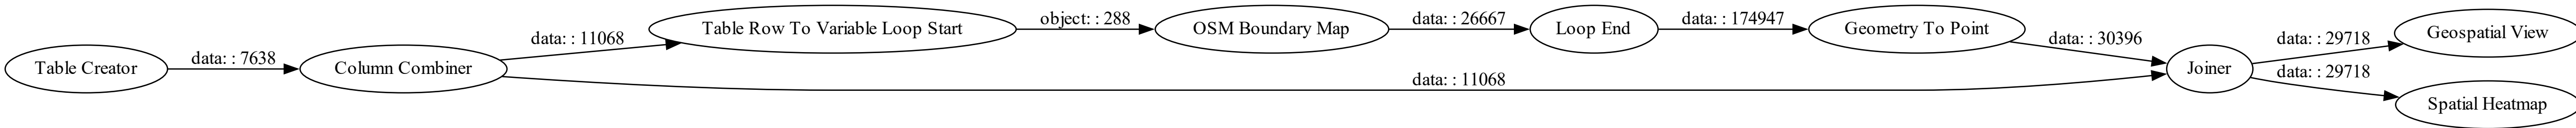 Table Creator
data: : 7638
Column Combiner
data: : 11068
Table Row To Variable Loop Start
object: : 288
OSM Boundary Map
data: : 26667
Loop End
data: : 174947
Geometry To Point
data: : 30396
data: : 11068
Joiner
data: : 29718
Geospatial View
data: : 29718
Spatial Heatmap